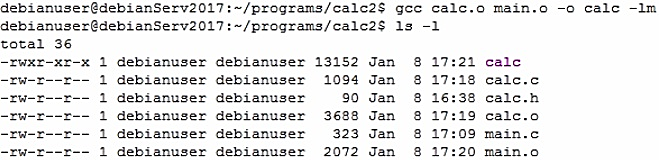 debianuser@debianServ2017:~/programs/calc2$ gcc calc.o main.o -o calc -lm
debianuser@debianServ2017:~/programs/calc2$ ls -l
total 36
-rwxr-xr-x 1 debianuser debianuser 13152 Jan  8 17:21 calc
-rw-r--r-- 1 debianuser debianuser  1094 Jan  8 17:18 calc.c
-rw-r--r-- 1 debianuser debianuser    90 Jan  8 16:38 calc.h
-rw-r--r-- 1 debianuser debianuser  3688 Jan  8 17:19 calc.o
-rw-r--r-- 1 debianuser debianuser   323 Jan  8 17:09 main.c
-rw-r--r-- 1 debianuser debianuser  2072 Jan  8 17:20 main.o